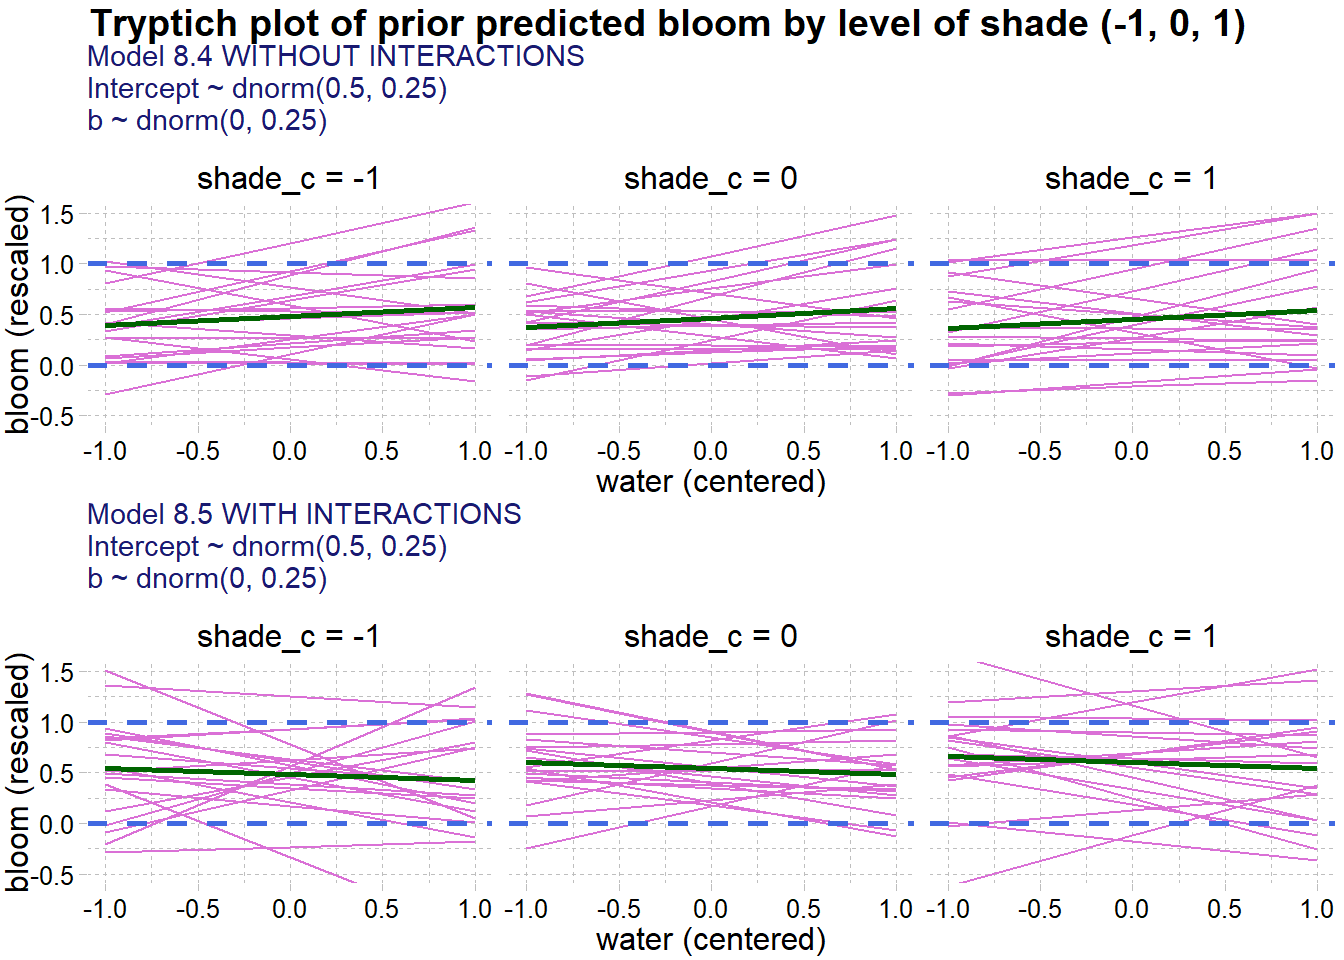 Tryptich plot of prior predicted bloom by level of shade (-1, 0, 1)
Model 8.4 WITHOUT INTERACTIONS
Intercept ~ dnorm(0.5, 0.25)
b ~ dnorm(0, 0.25)
shade_c = -1
shade_c = 0
shade_c = 1
bloom (rescaled)
1.5
1.0
0.5
0.0
-0.5
-1.0 -0.5 0.0 0.5 1.0
-1.0 -0.5 0.0 0.5 1.0
-1.0 -0.5 0.0 0.5 1.0
water (centered)
Model 8.5 WITH INTERACTIONS
Intercept ~ dnorm(0.5, 0.25)
b ~ dnorm(0, 0.25)
shade_c = -1
shade_c = 0
shade_c = 1
bloom (rescaled)
1.5
1.0
0.5
0.0
-0.5
-1.0 -0.5 0.0 0.5 1.0
-1.0 -0.5 0.0 0.5 1.0
-1.0 -0.5 0.0 0.5 1.0
water (centered)